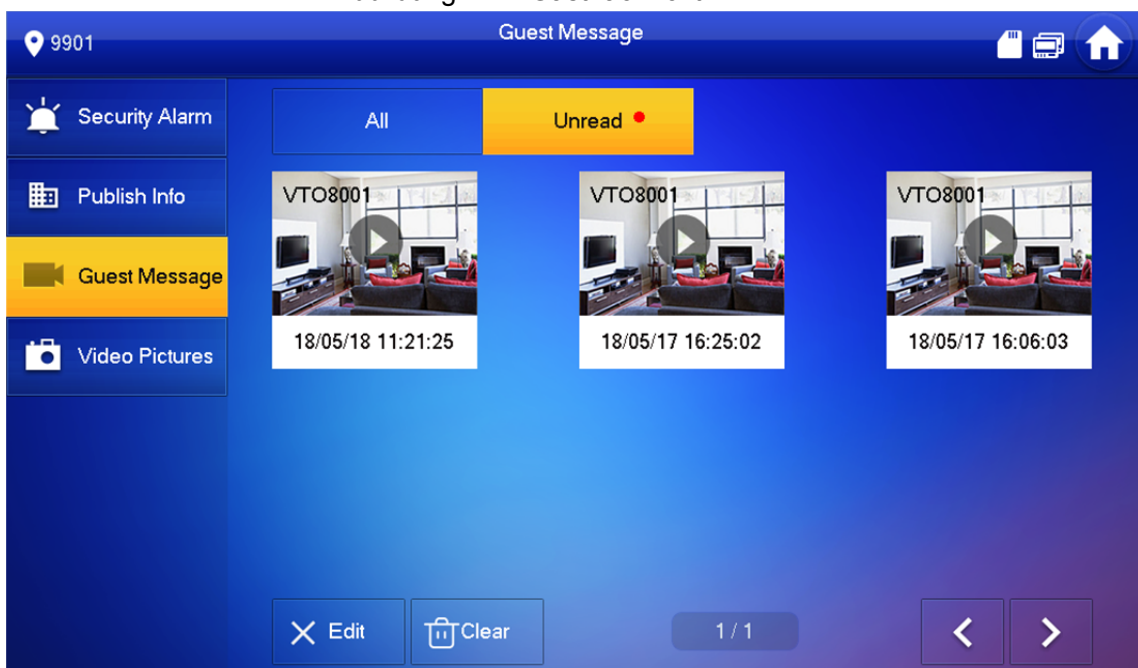 9901
Guest Message
Security Alarm
All
Unread
Publish Info
VTO8001
VTO8001
VTO8001
Guest Message
18/05/18 11:21:25
18/05/17 16:25:02
18/05/17 16:06:03
Video Pictures
Edit
Clear
1 / 1